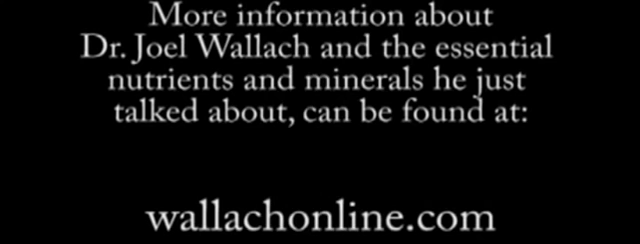 More information about
Dr. Joel Wallach and the essential
nutrients and minerals he just
talked about, can be found at:
wallachonline.com